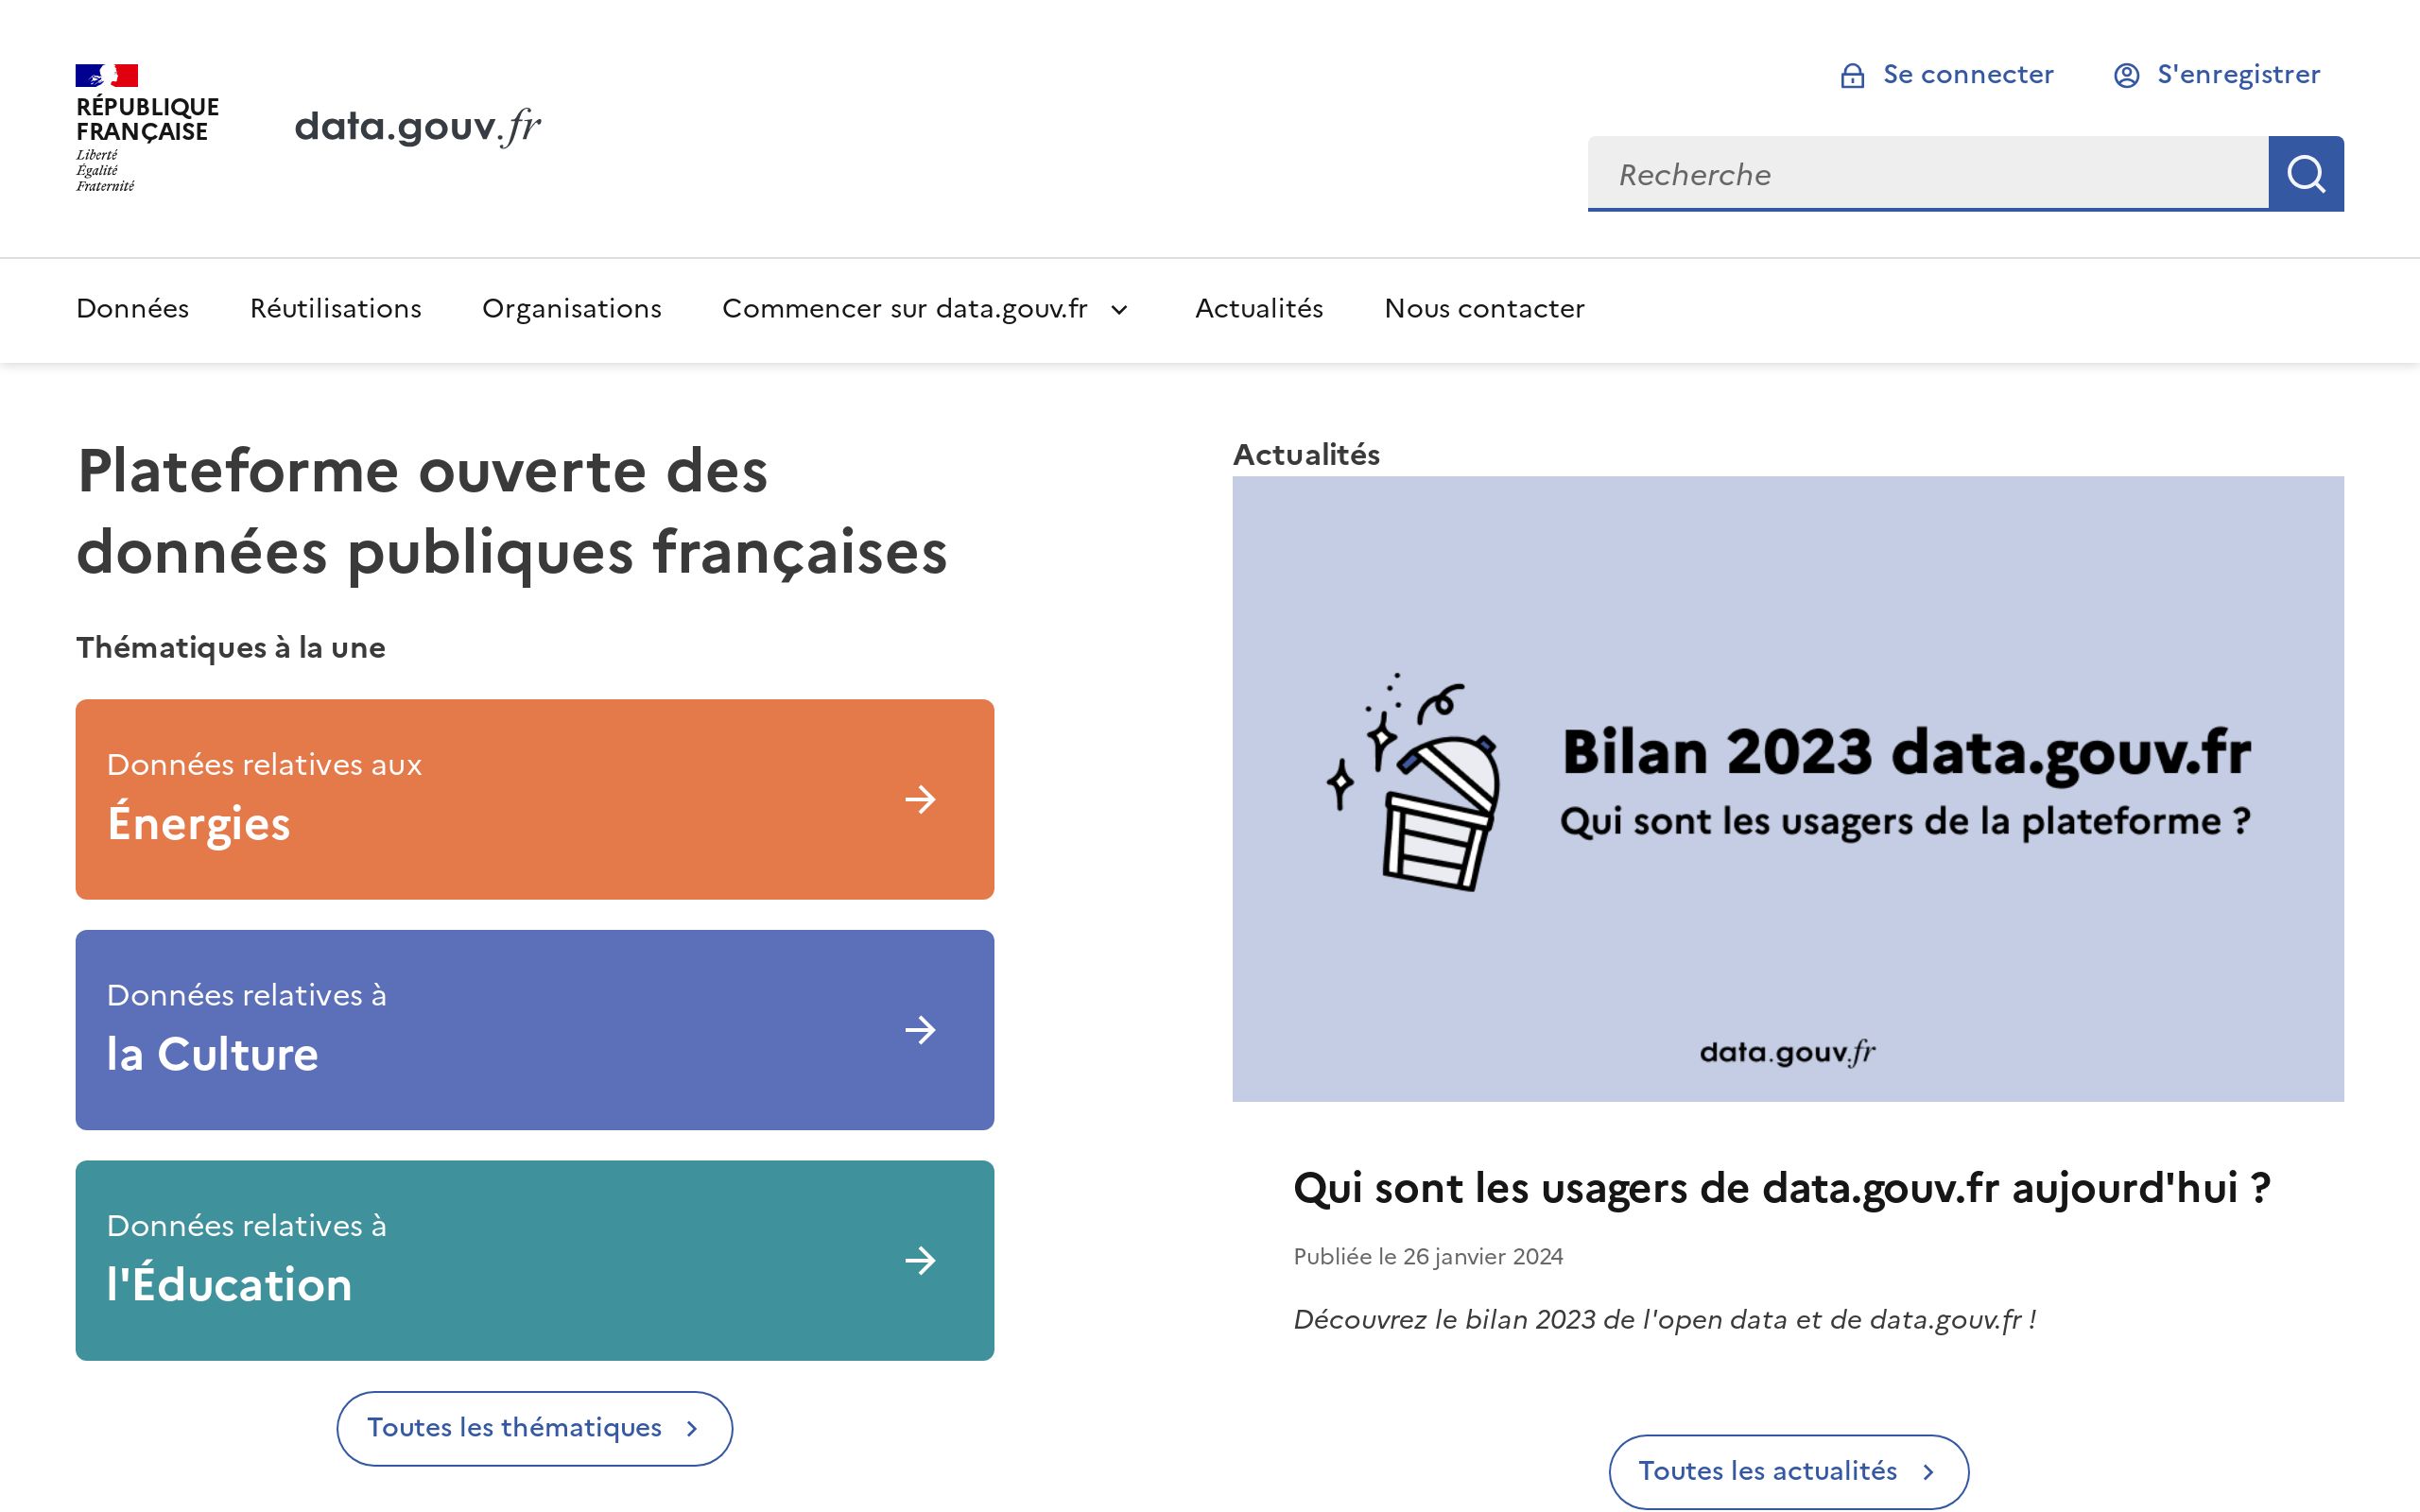 RÉPUBLIQUE
FRANÇAISE
Liberté
Égalité
Fraternité
data.gouv.fr
Se connecter
S'enregistrer
Recherche
Données
Réutilisations
Organisations
Commencer sur data.gouv.fr
Actualités
Nous contacter
Plateforme ouverte des
données publiques françaises
Thématiques à la une
Données relatives aux
Énergies
Données relatives à
la Culture
Données relatives à
l'Éducation
Toutes les thématiques
Actualités
Bilan 2023 data.gouv.fr
Qui sont les usagers de la plateforme ?
data.gouv.fr
Qui sont les usagers de data.gouv.fr aujourd'hui ?
Publiée le 26 janvier 2024
Découvrez le bilan 2023 de l'open data et de data.gouv.fr !
Toutes les actualités